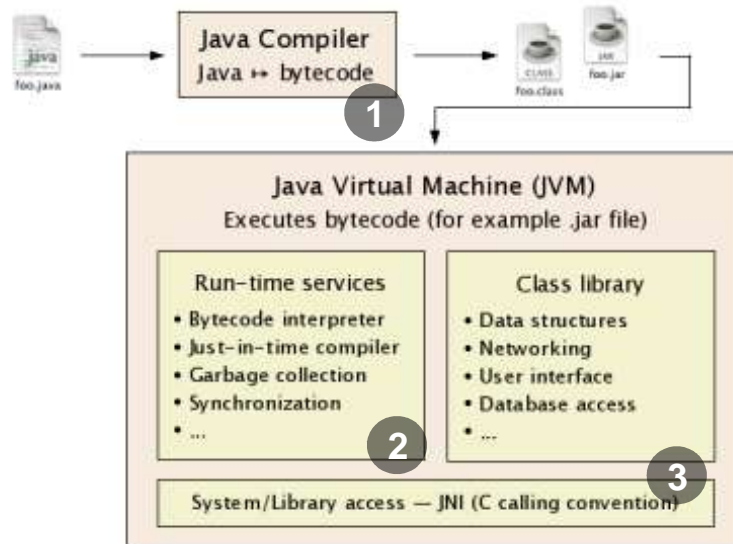 java
foo.java
Java Compiler
Java ↦ bytecode
1
CLASS
foo.class
JAR
foo.jar
Java Virtual Machine (JVM)
Executes bytecode (for example .jar file)
Run-time services
• Bytecode interpreter
• Just-in-time compiler
• Garbage collection
• Synchronization
• ...
2
Class library
• Data structures
• Networking
• User interface
• Database access
• ...
3
System/Library access — JNI (C calling convention)